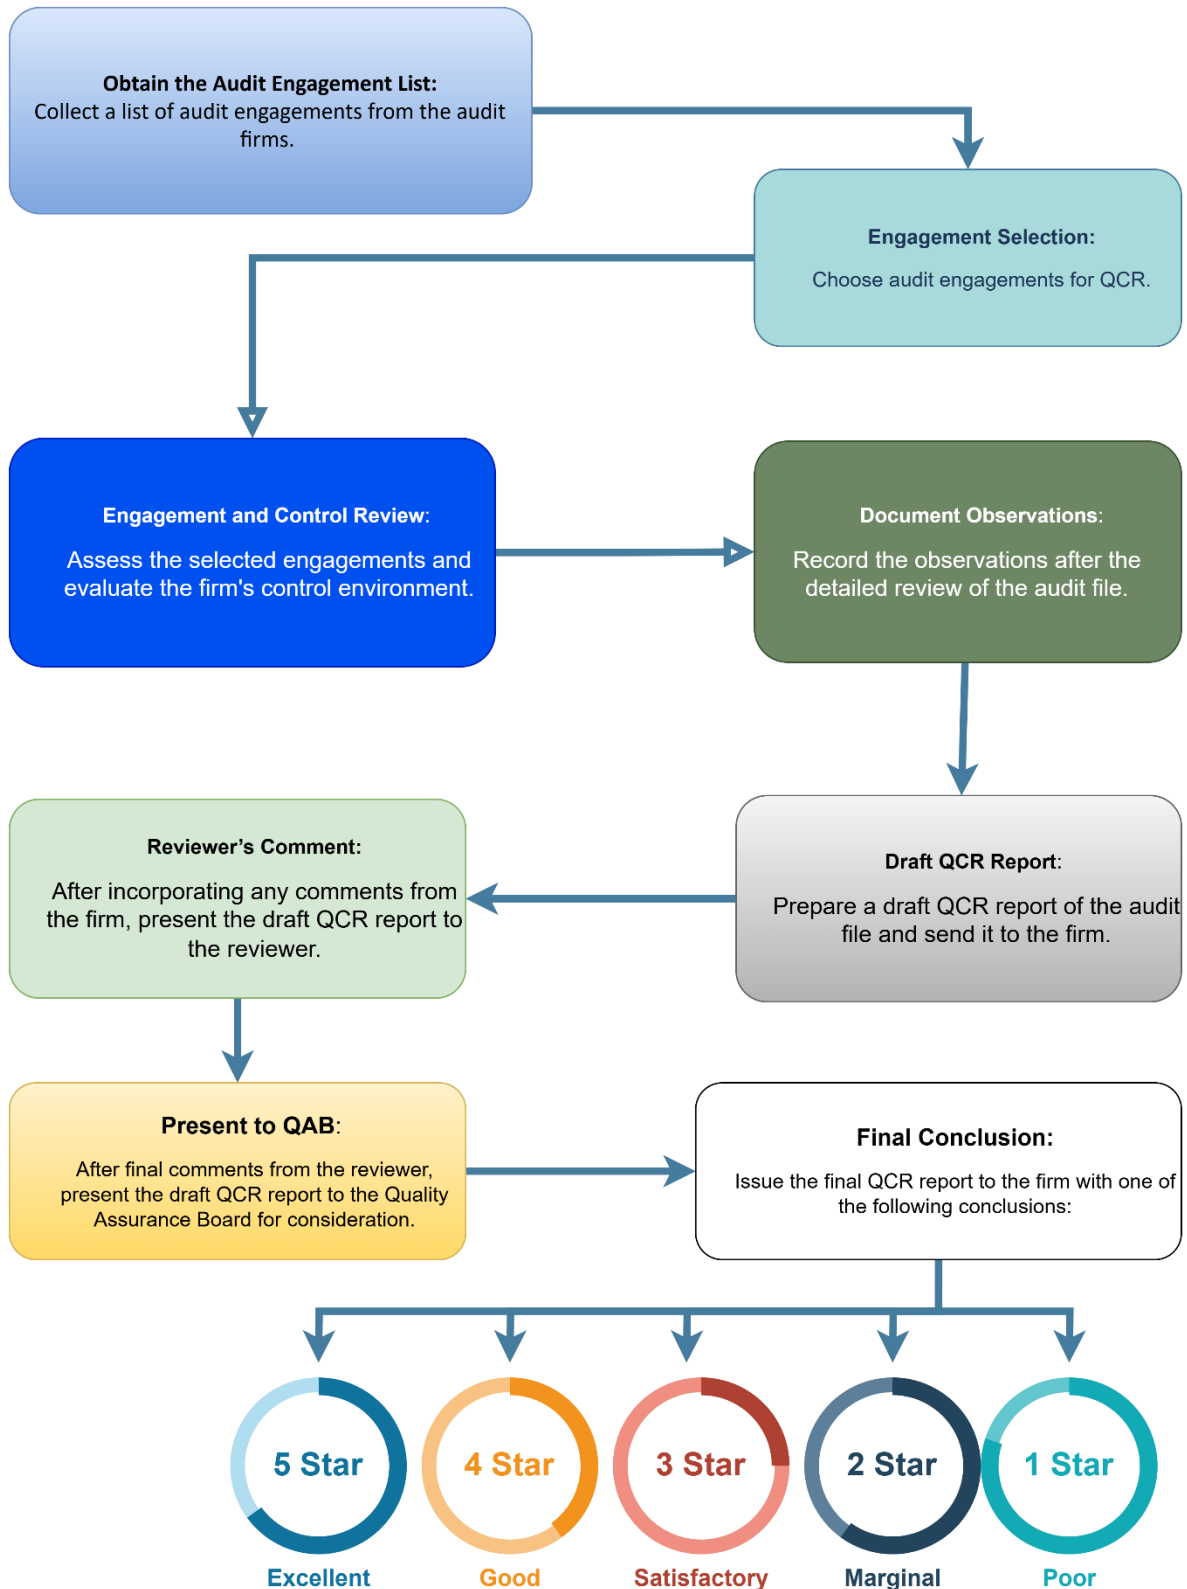 Obtain the Audit Engagement List:
Collect a list of audit engagements from the audit
firms.
Engagement Selection:
Choose audit engagements for QCR.
Engagement and Control Review:
Assess the selected engagements and
evaluate the firm's control environment.
Document Observations:
Record the observations after the
detailed review of the audit file.
Draft QCR Report:
Prepare a draft QCR report of the audit
file and send it to the firm.
Reviewer’s Comment:
After incorporating any comments from
the firm, present the draft QCR report to
the reviewer.
Present to QAB:
After final comments from the reviewer,
present the draft QCR report to the Quality
Assurance Board for consideration.
Final Conclusion:
Issue the final QCR report to the firm with one of
the following conclusions:
5 Star
Excellent
4 Star
Good
3 Star
Satisfactory
2 Star
Marginal
1 Star
Poor